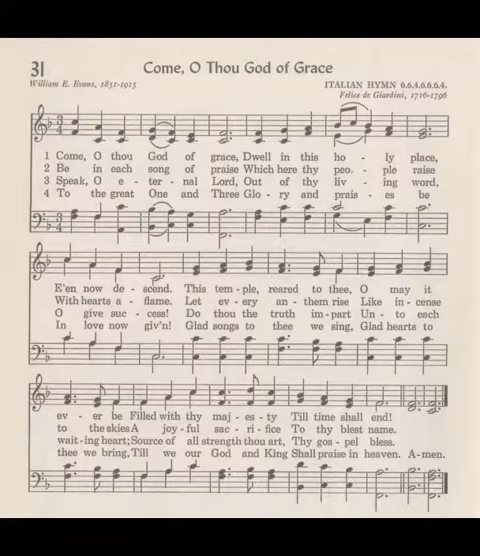 31
Come, O Thou God of Grace
William E. Evans, 1851-1915
ITALIAN HYMN 6.6.4.6.6.6.4.
Felice de Giardini, 1716-1796
1 Come, O thou God of grace, Dwell in this ho - ly place,
2 Be in each song of praise Which here thy peo - ple raise
3 Speak, O e - ter - nal Lord, Out of thy liv - ing word,
4 To the great One and Three Glo - ry and prais - es be
E'en now de - scend. This tem - ple, reared to thee, O may it
With hearts a - flame. Let ev - ery an - them rise Like in - cense
O give suc - cess! Do thou the truth im - part Un - to each
In love now giv'n! Glad songs to thee we sing, Glad hearts to
ev - er be Filled with thy maj - es - ty Till time shall end!
to the skies A joy - ful sac - ri - fice To thy blest name.
wait - ing heart; Source of all strength thou art, Thy gos - pel bless.
thee we bring, Till we our God and King Shall praise in heaven. A - men.